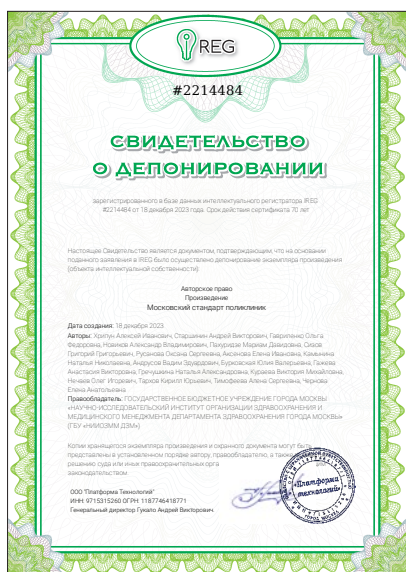 IREG
#2214484
СВИДЕТЕЛЬСТВО
О ДЕПОНИРОВАНИИ
зарегистрированного в базе данных интеллектуального регистратора IREG
#2214484 от 18 декабря 2023 года. Срок действия сертификата 70 лет
Настоящее Свидетельство является документом, подтверждающим, что на основании
поданного заявления в IREG было осуществлено депонирование экземпляра произведения
(объекта интеллектуальной собственности):
Авторское право
Произведение
Московский стандарт поликлиник
Дата создания: 18 декабря 2023
Авторы: Хрипун Алексей Иванович, Старшинин Андрей Викторович, Гавриленко Ольга
Федоровна, Новиков Александр Владимирович, Пахуридзе Мариам Давидовна, Сизов
Григорий Григорьевич, Русанова Оксана Сергеевна, Аксенова Елена Ивановна, Камынина
Наталья Николаевна, Андрусов Вадим Эдуардович, Бурковская Юлия Валерьевна, Гажева
Анастасия Викторовна, Гречушкина Наталья Александровна, Кураева Виктория Михайловна,
Нечаев Олег Игоревич, Тархов Кирилл Юрьевич, Тимофеева Алена Сергеевна, Чернова
Елена Анатольевна
Правообладатель: ГОСУДАРСТВЕННОЕ БЮДЖЕТНОЕ УЧРЕЖДЕНИЕ ГОРОДА МОСКВЫ
«НАУЧНО-ИССЛЕДОВАТЕЛЬСКИЙ ИНСТИТУТ ОРГАНИЗАЦИИ ЗДРАВООХРАНЕНИЯ И
МЕДИЦИНСКОГО МЕНЕДЖМЕНТА ДЕПАРТАМЕНТА ЗДРАВООХРАНЕНИЯ ГОРОДА МОСКВЫ»
(ГБУ «НИИОЗММ ДЗМ»)
Копии хранящегося экземпляра произведения и охранного документа могут быть
представлены в установленном порядке автору, правообладателю, а также по
решению суда или иных правоохранительных орга
законодательством
ООО "Платформа Технологий"
ИНН: 9715315260 ОГРН: 1187746418771
Генеральный директор Гукало Андрей Викторович
«Платформа
технологий»